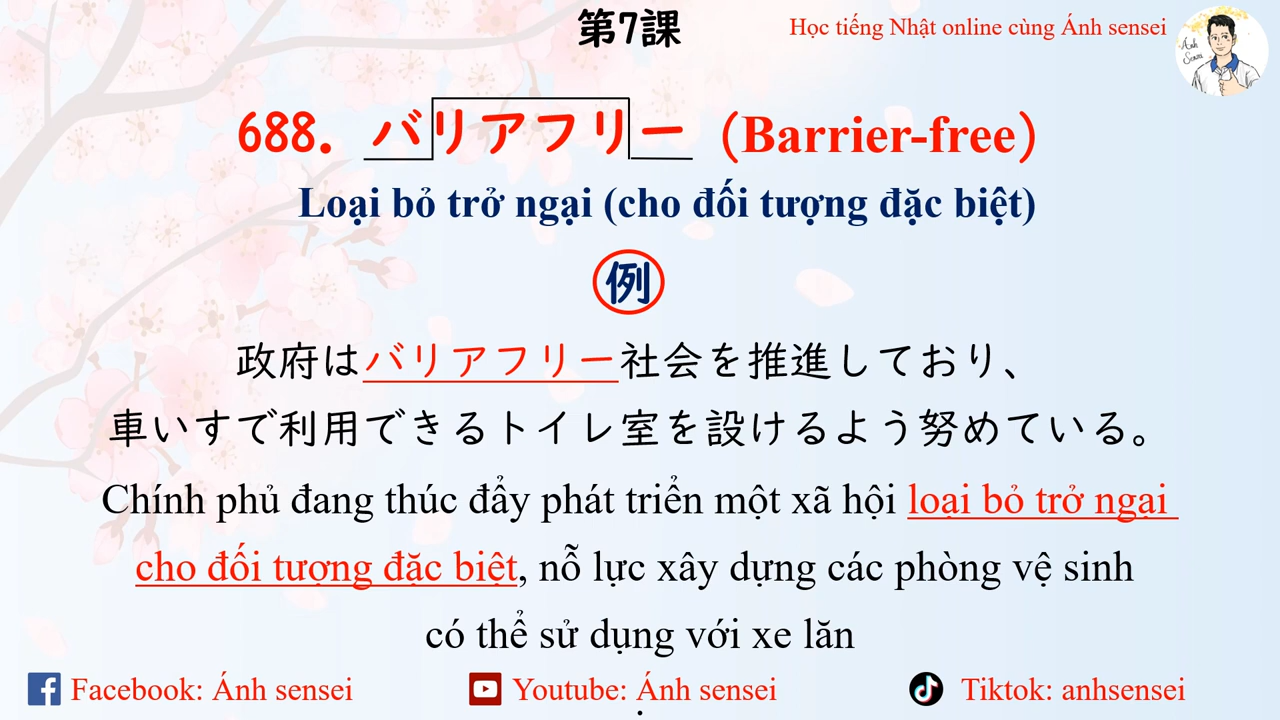 第7課
Học tiếng Nhật online cùng Ánh sensei
Anh Sensei
688. バリアフリー (Barrier-free)
Loại bỏ trở ngại (cho đối tượng đặc biệt)
例
政府はバリアフリー社会を推進しており、
車いすで利用できるトイレ室を設けるよう努めている。
Chính phủ đang thúc đẩy phát triển một xã hội loại bỏ trở ngại
cho đối tượng đặc biệt, nỗ lực xây dựng các phòng vệ sinh
có thể sử dụng với xe lăn
Facebook: Ánh sensei
Youtube: Ánh sensei
Tiktok: anhsensei